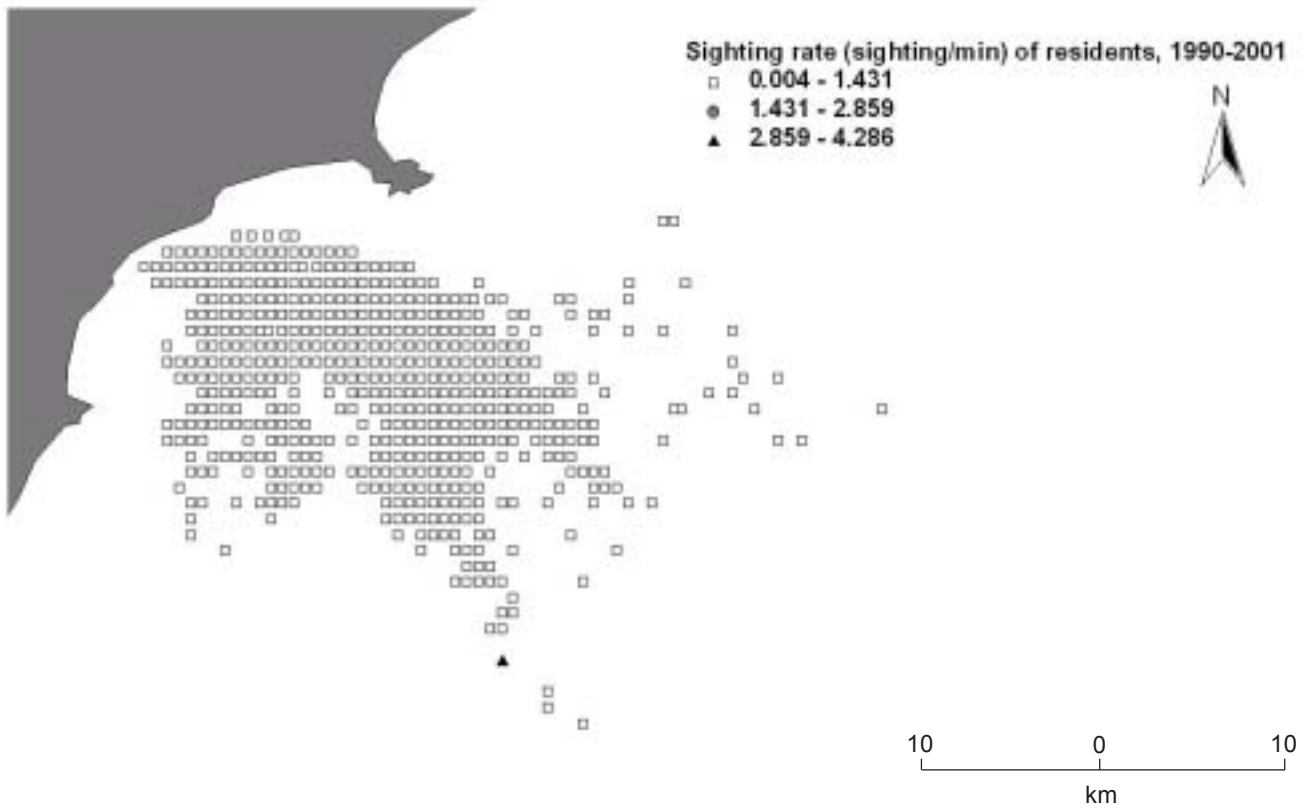 Sighting rate (sighting/min) of residents, 1990-2001
0.004 - 1.431
1.431 - 2.859
2.859 - 4.286
N
10 0 10
km